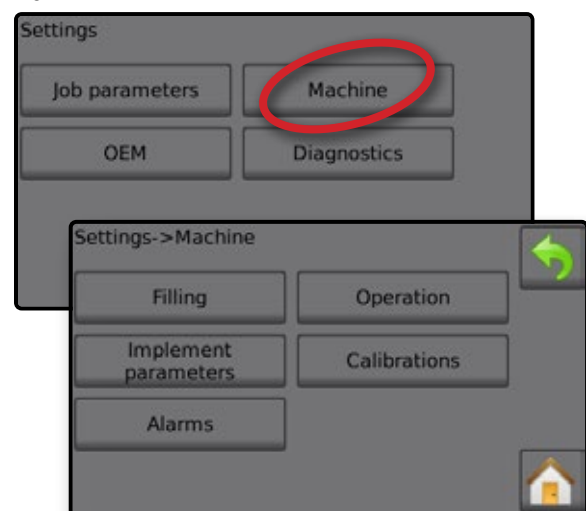 Settings
Job parameters
Machine
OEM
Diagnostics
Settings->Machine
Filling
Operation
Implement
parameters
Calibrations
Alarms